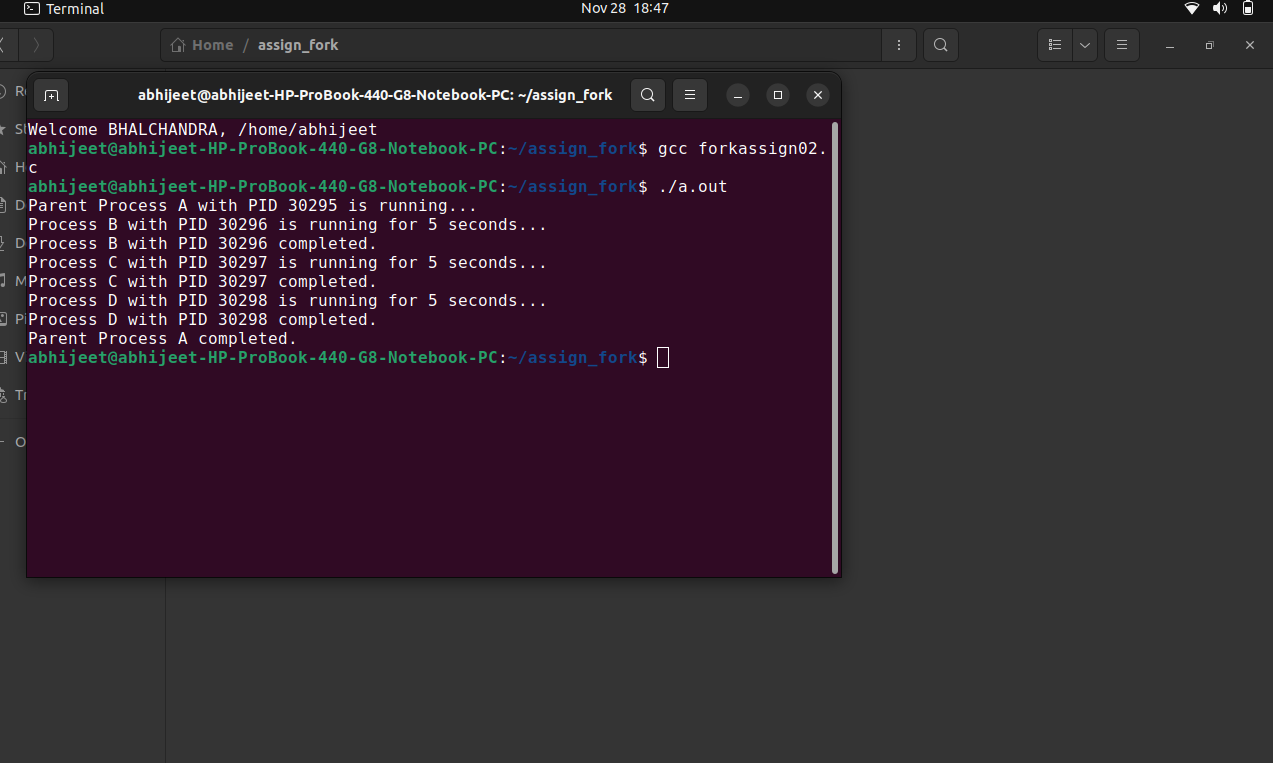 Terminal
Nov 28 18:47
Home / assign_fork
abhijeet@abhijeet-HP-ProBook-440-G8-Notebook-PC: ~/assign_fork
Welcome BHALCHANDRA, /home/abhijeet
abhijeet@abhijeet-HP-ProBook-440-G8-Notebook-PC:~/assign_fork$ gcc forkassign02.
c
abhijeet@abhijeet-HP-ProBook-440-G8-Notebook-PC:~/assign_fork$ ./a.out
Parent Process A with PID 30295 is running...
Process B with PID 30296 is running for 5 seconds...
Process B with PID 30296 completed.
Process C with PID 30297 is running for 5 seconds...
Process C with PID 30297 completed.
Process D with PID 30298 is running for 5 seconds...
Process D with PID 30298 completed.
Parent Process A completed.
abhijeet@abhijeet-HP-ProBook-440-G8-Notebook-PC:~/assign_fork$